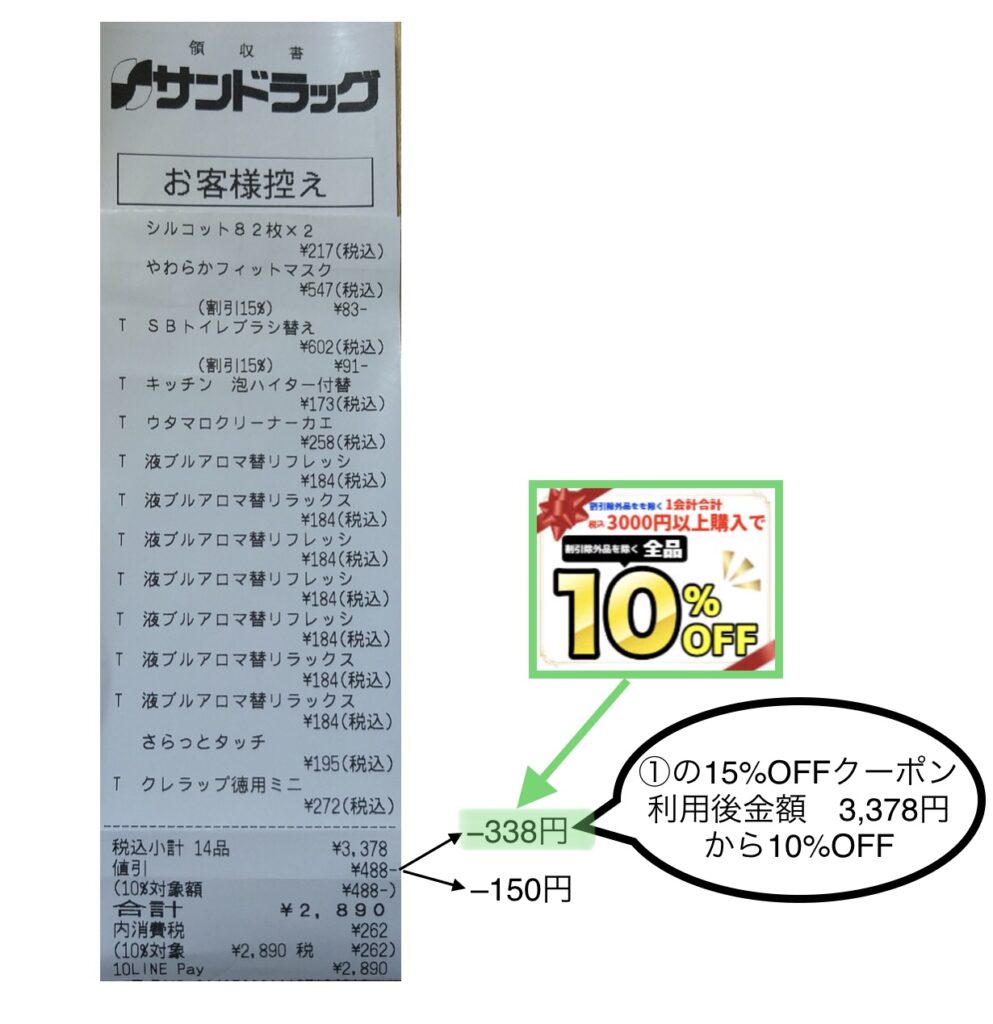 領収書
サンドラッグ
お客様控え
シルコット82枚×2
¥217(税込)
やわらかフィットマスク
¥547(税込)
(割引15%) ¥83-
T SBトイレブラシ替え
¥602(税込)
(割引15%) ¥91-
T キッチン 泡ハイター付替
¥173(税込)
T ウタマロクリーナーカエ
¥258(税込)
T 液ブルアロマ替リフレッシ
¥184(税込)
T 液ブルアロマ替リラックス
¥184(税込)
T 液ブルアロマ替リフレッシ
¥184(税込)
T 液ブルアロマ替リフレッシ
¥184(税込)
T 液ブルアロマ替リフレッシ
¥184(税込)
T 液ブルアロマ替リラックス
¥184(税込)
T 液ブルアロマ替リラックス
¥184(税込)
さらっとタッチ
¥195(税込)
T クレラップ徳用ミニ
¥272(税込)
税込小計 14品 ¥3,378
値引 ¥488-
(10%対象額 ¥488-)
合計 ¥2,890
内消費税 ¥262
(10%対象 ¥2,890 税 ¥262)
10LINE Pay ¥2,890
割引除外品をを除く 1会計合計
税込3000円以上購入で
割引除外品を除く 全品
10%OFF
–338円
–150円
①の15%OFFクーポン
利用後金額 3,378円
から10%OFF